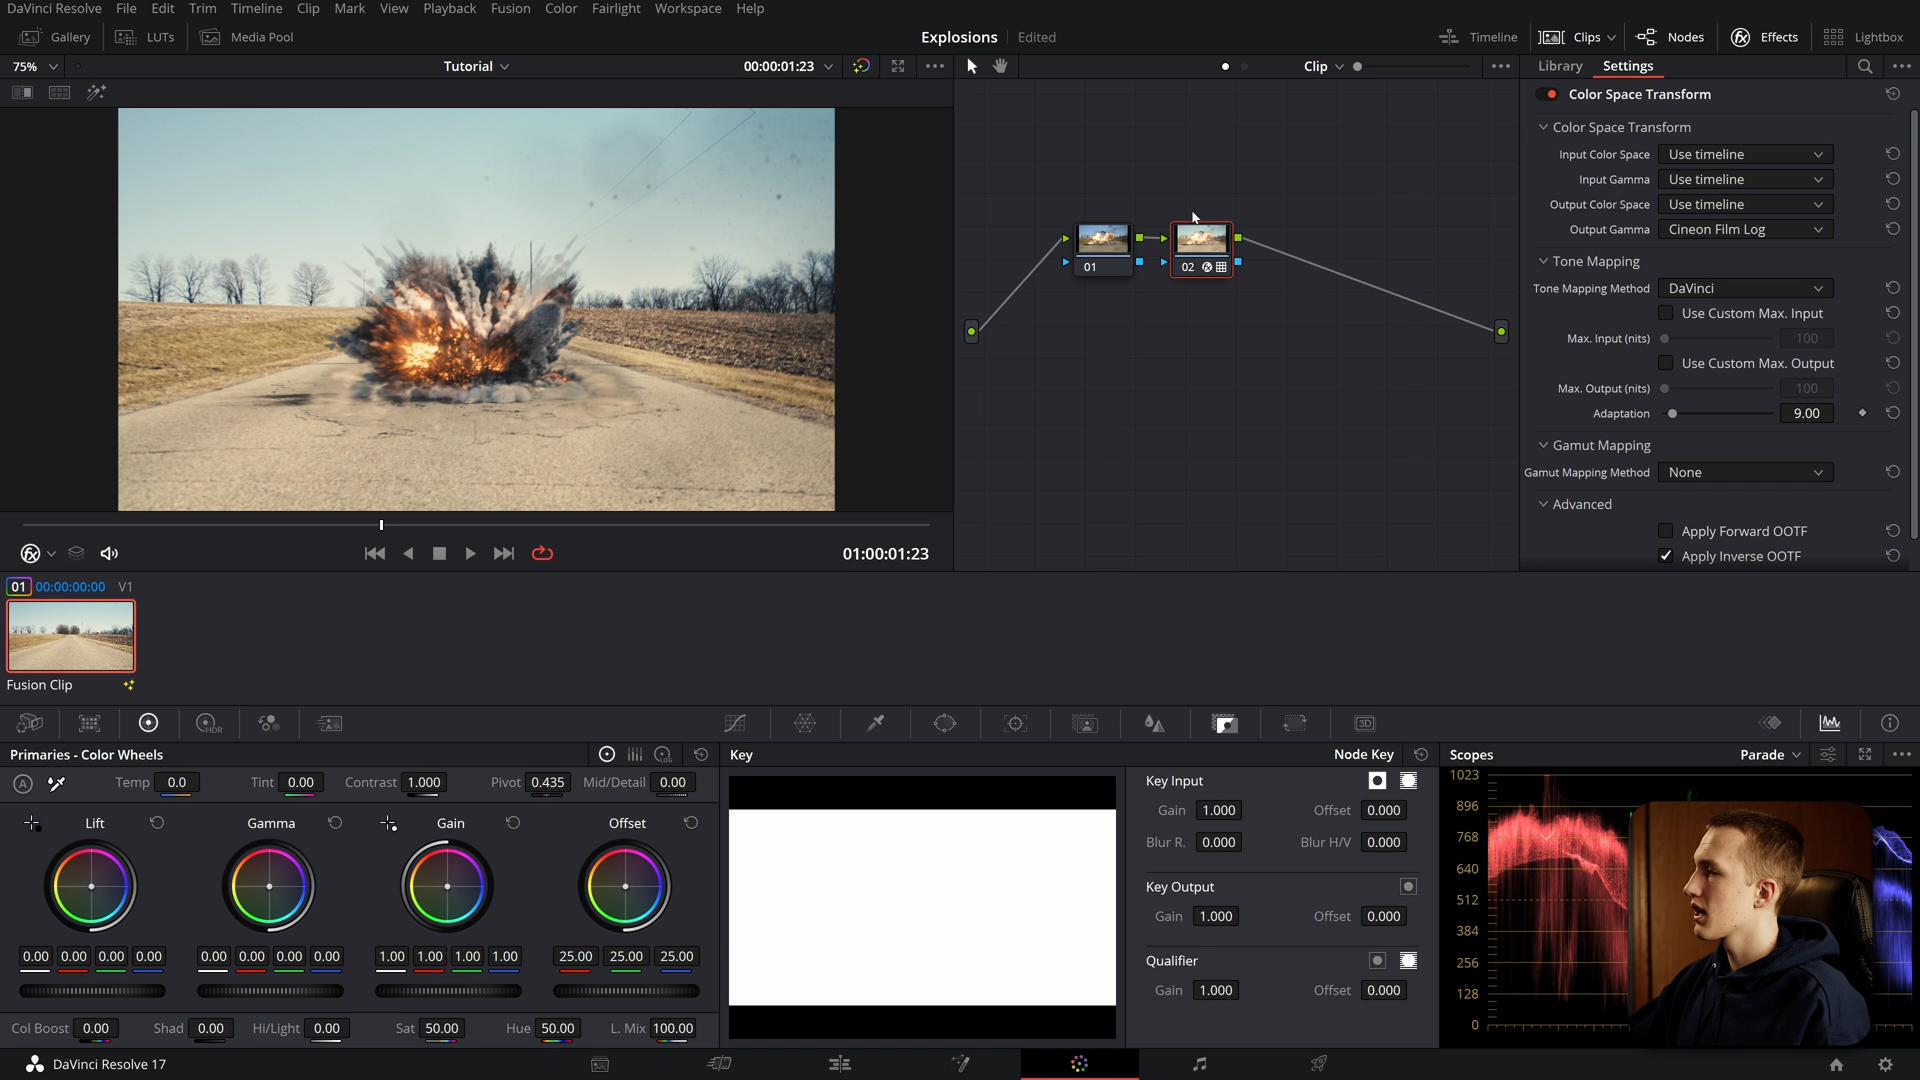 DaVinci Resolve File Edit Trim Timeline Clip Mark View Playback Fusion Color Fairlight Workspace Help
Gallery LUTs Media Pool Explosions Edited Timeline Clips Nodes Effects Lightbox
75% Tutorial 00:00:01:23 Clip Library Settings
Color Space Transform
Color Space Transform
Input Color Space Use timeline
Input Gamma Use timeline
Output Color Space Use timeline
Output Gamma Cineon Film Log
Tone Mapping
Tone Mapping Method DaVinci
Use Custom Max. Input
Max. Input (nits) 100
Use Custom Max. Output
Max. Output (nits) 100
Adaptation 9.00
Gamut Mapping
Gamut Mapping Method None
Advanced
Apply Forward OOTF
Apply Inverse OOTF
01 02
01:00:01:23
01 00:00:00:00 V1
Fusion Clip
HDR 3D
Primaries - Color Wheels LOG
A Temp 0.0 Tint 0.00 Contrast 1.000 Pivot 0.435 Mid/Detail 0.00
Lift Gamma Gain Offset
0.00 0.00 0.00 0.00 0.00 0.00 0.00 0.00 1.00 1.00 1.00 1.00 25.00 25.00 25.00
Col Boost 0.00 Shad 0.00 Hi/Light 0.00 Sat 50.00 Hue 50.00 L. Mix 100.00
Key Node Key
Key Input
Gain 1.000 Offset 0.000
Blur R. 0.000 Blur H/V 0.000
Key Output
Gain 1.000 Offset 0.000
Qualifier
Gain 1.000 Offset 0.000
Scopes Parade
1023
896
768
640
512
384
256
128
0
DaVinci Resolve 17